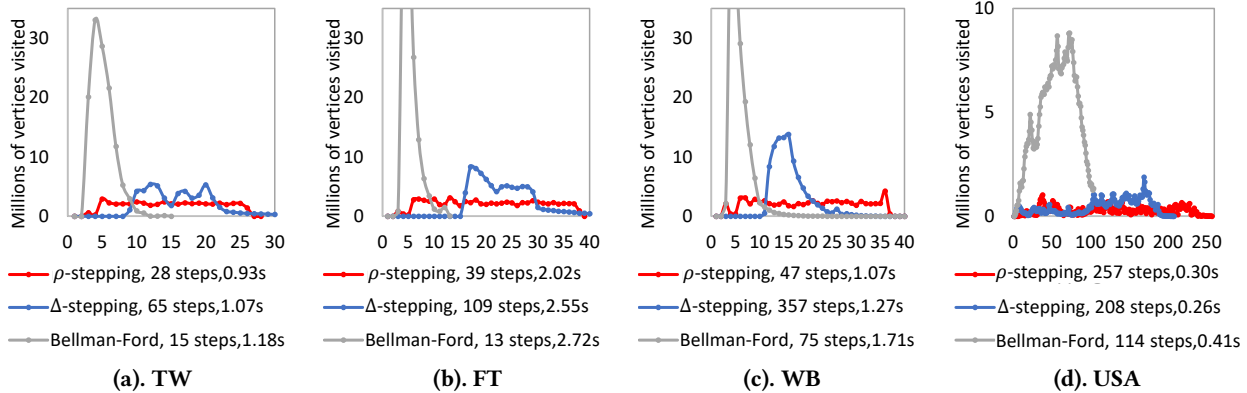 Millions of vertices visited
30
20
10
0
0 5 10 15 20 25 30
ρ-stepping, 28 steps,0.93s
Δ-stepping, 65 steps,1.07s
Bellman-Ford, 15 steps,1.18s
(a). TW
Millions of vertices visited
30
20
10
0
0 5 10 15 20 25 30 35 40
ρ-stepping, 39 steps,2.02s
Δ-stepping, 109 steps,2.55s
Bellman-Ford, 13 steps,2.72s
(b). FT
Millions of vertices visited
30
20
10
0
0 5 10 15 20 25 30 35 40
ρ-stepping, 47 steps,1.07s
Δ-stepping, 357 steps,1.27s
Bellman-Ford, 75 steps,1.71s
(c). WB
Millions of vertices visited
10
5
0
0 50 100 150 200 250
ρ-stepping, 257 steps,0.30s
Δ-stepping, 208 steps,0.26s
Bellman-Ford, 114 steps,0.41s
(d). USA